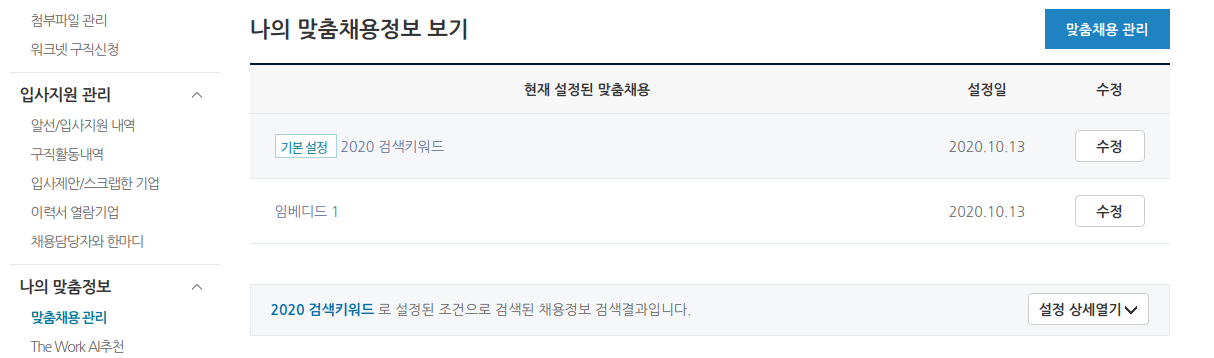 첨부파일 관리
워크넷 구직신청
입사지원 관리
알선/입사지원 내역
구직활동내역
입사제안/스크랩한 기업
이력서 열람기업
채용담당자와 한마디
나의 맞춤정보
맞춤채용 관리
The Work AI추천
나의 맞춤채용정보 보기
맞춤채용 관리
현재 설정된 맞춤채용 설정일 수정
기본 설정 2020 검색키워드 2020.10.13 수정
임베디드 1 2020.10.13 수정
2020 검색키워드 로 설정된 조건으로 검색된 채용정보 검색결과입니다.
설정 상세열기